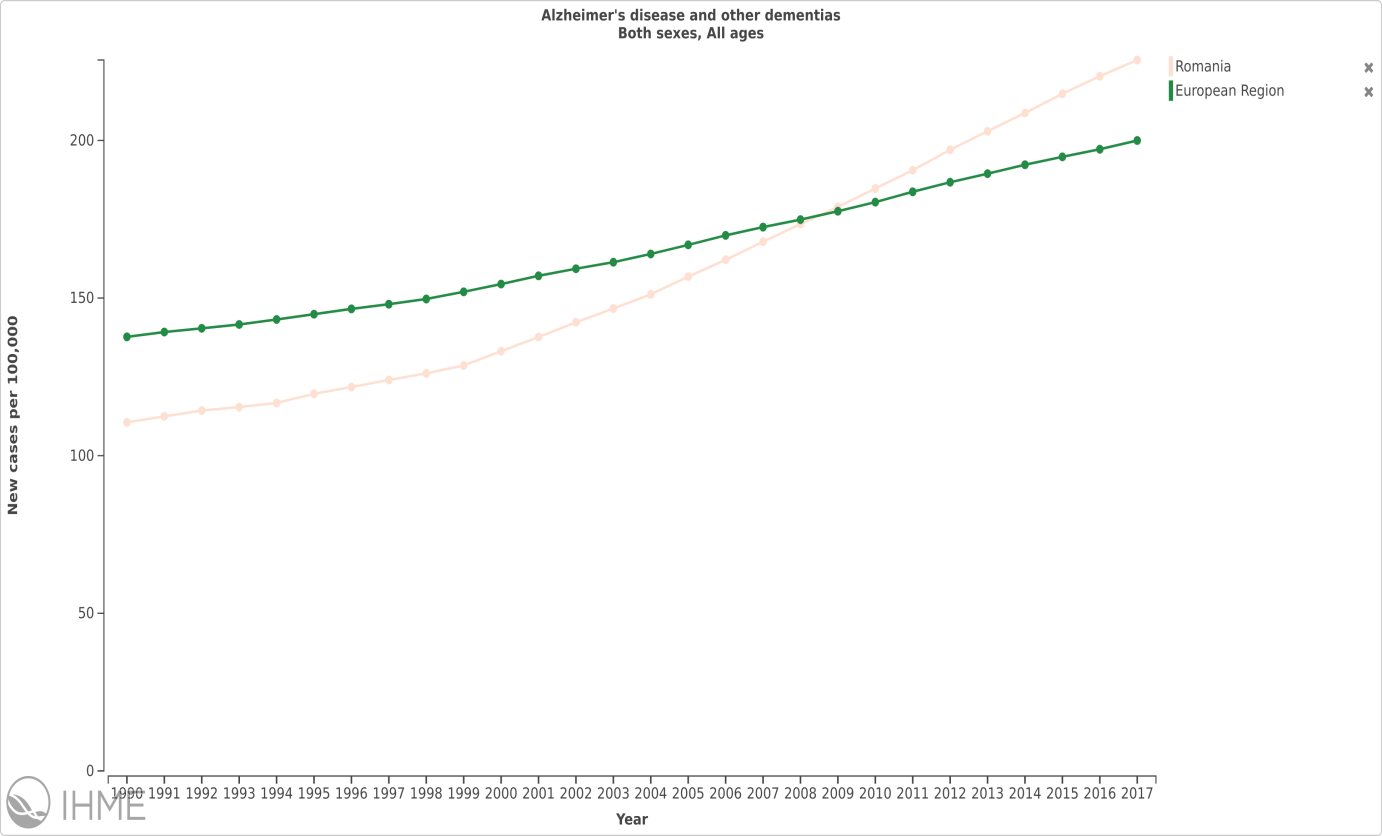 Alzheimer's disease and other dementias
Both sexes, All ages
Romania
European Region
New cases per 100,000
200
150
100
50
0
1990 1991 1992 1993 1994 1995 1996 1997 1998 1999 2000 2001 2002 2003 2004 2005 2006 2007 2008 2009 2010 2011 2012 2013 2014 2015 2016 2017
Year
IHME